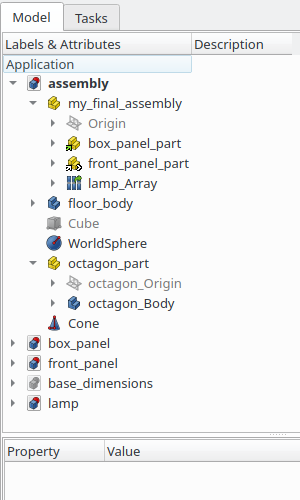 Model Tasks
Labels & Attributes Description
Application
assembly
my_final_assembly
Origin
box_panel_part
front_panel_part
lamp_Array
floor_body
Cube
WorldSphere
octagon_part
octagon_Origin
octagon_Body
Cone
box_panel
front_panel
base_dimensions
lamp
Property Value